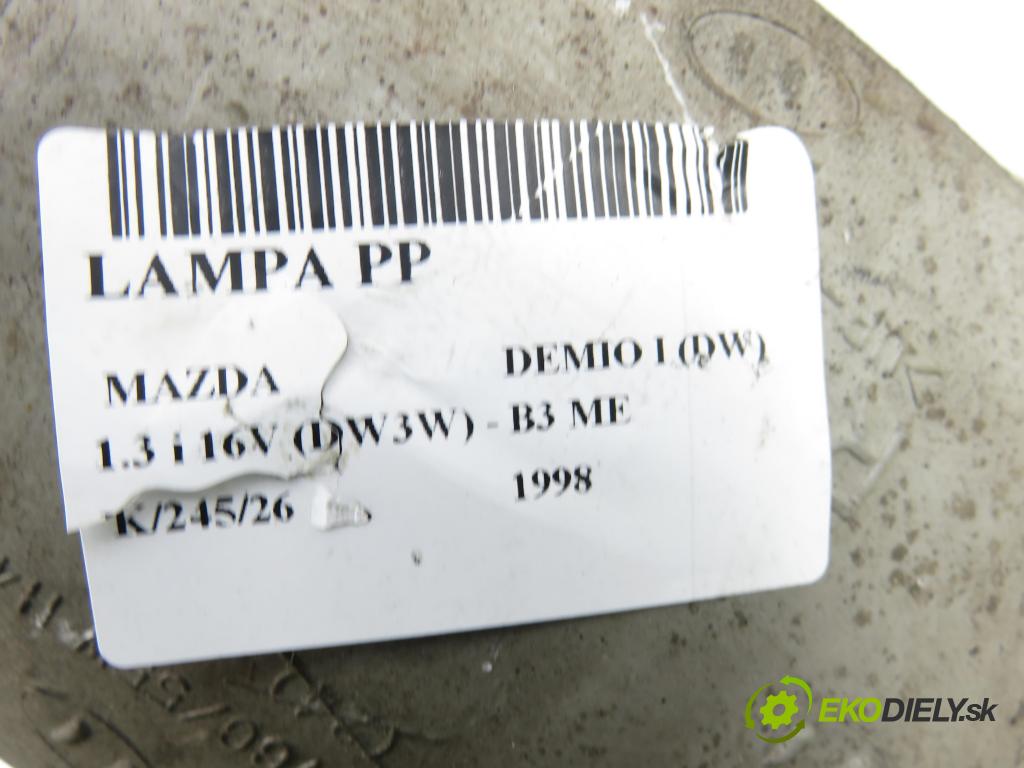 LAMPA PP
MAZDA DEMIO I (DW)
1.3 i 16V (DW3W) - B3 ME
K/245/26 1998
EKODIELY.sk